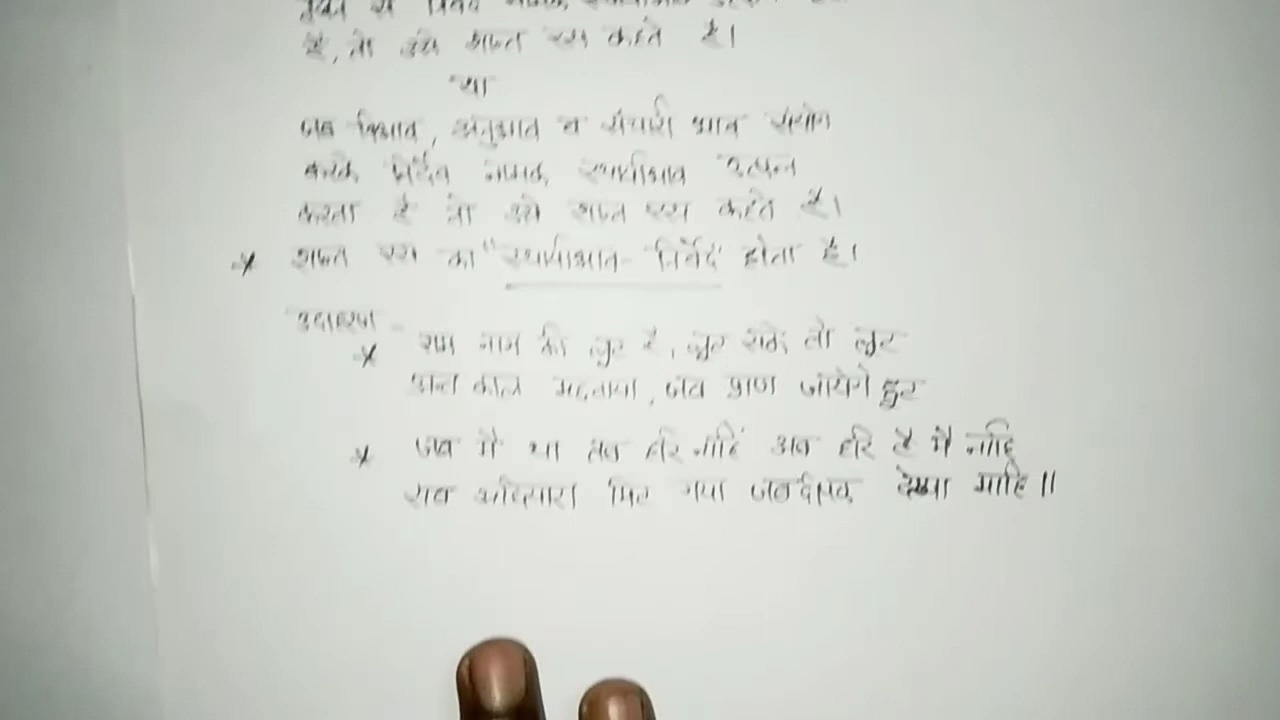 है, तो उसे शान्त रस कहते है।
या
जब विभाव, अनुभाव व संचारी भाव संयोग
करके निर्वेद नामक स्थायीभाव उत्पन्न
करता है तो उसे शान्त रस कहते है।
* शान्त रस का "स्थायीभाव- निर्वेद" होता है।
उदाहरण -
* राम नाम की लुट है, लुट सके तो लुट
अन्त काल पछताया, जब प्राण जायेगे छुट
* जब मै था तब हरि नाहिं अब हरि है मै नाहि
सब अंधियारा मिट गया जब दीपक देख्या माहि॥